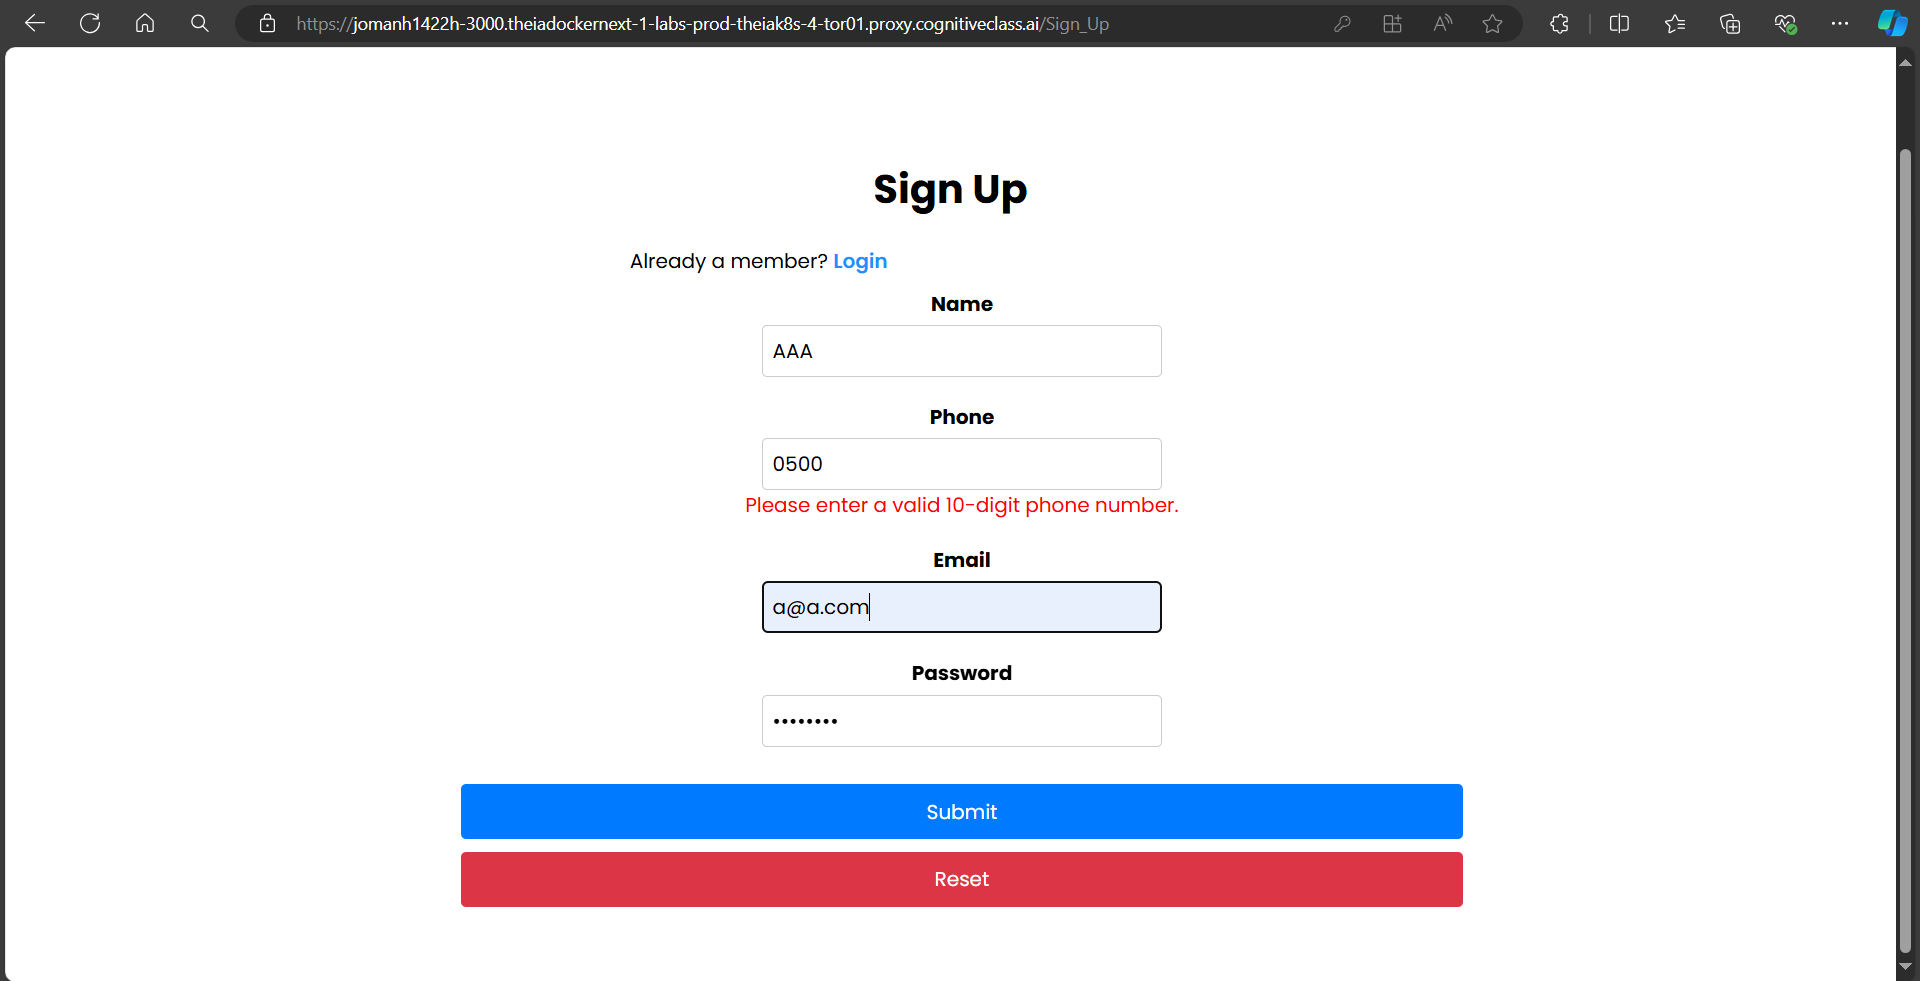 https://jomanh1422h-3000.theiadockernext-1-labs-prod-theiak8s-4-tor01.proxy.cognitiveclass.ai/Sign_Up
Sign Up
Already a member? Login
Name
AAA
Phone
0500
Please enter a valid 10-digit phone number.
Email
a@a.com
Password
••••••••
Submit
Reset